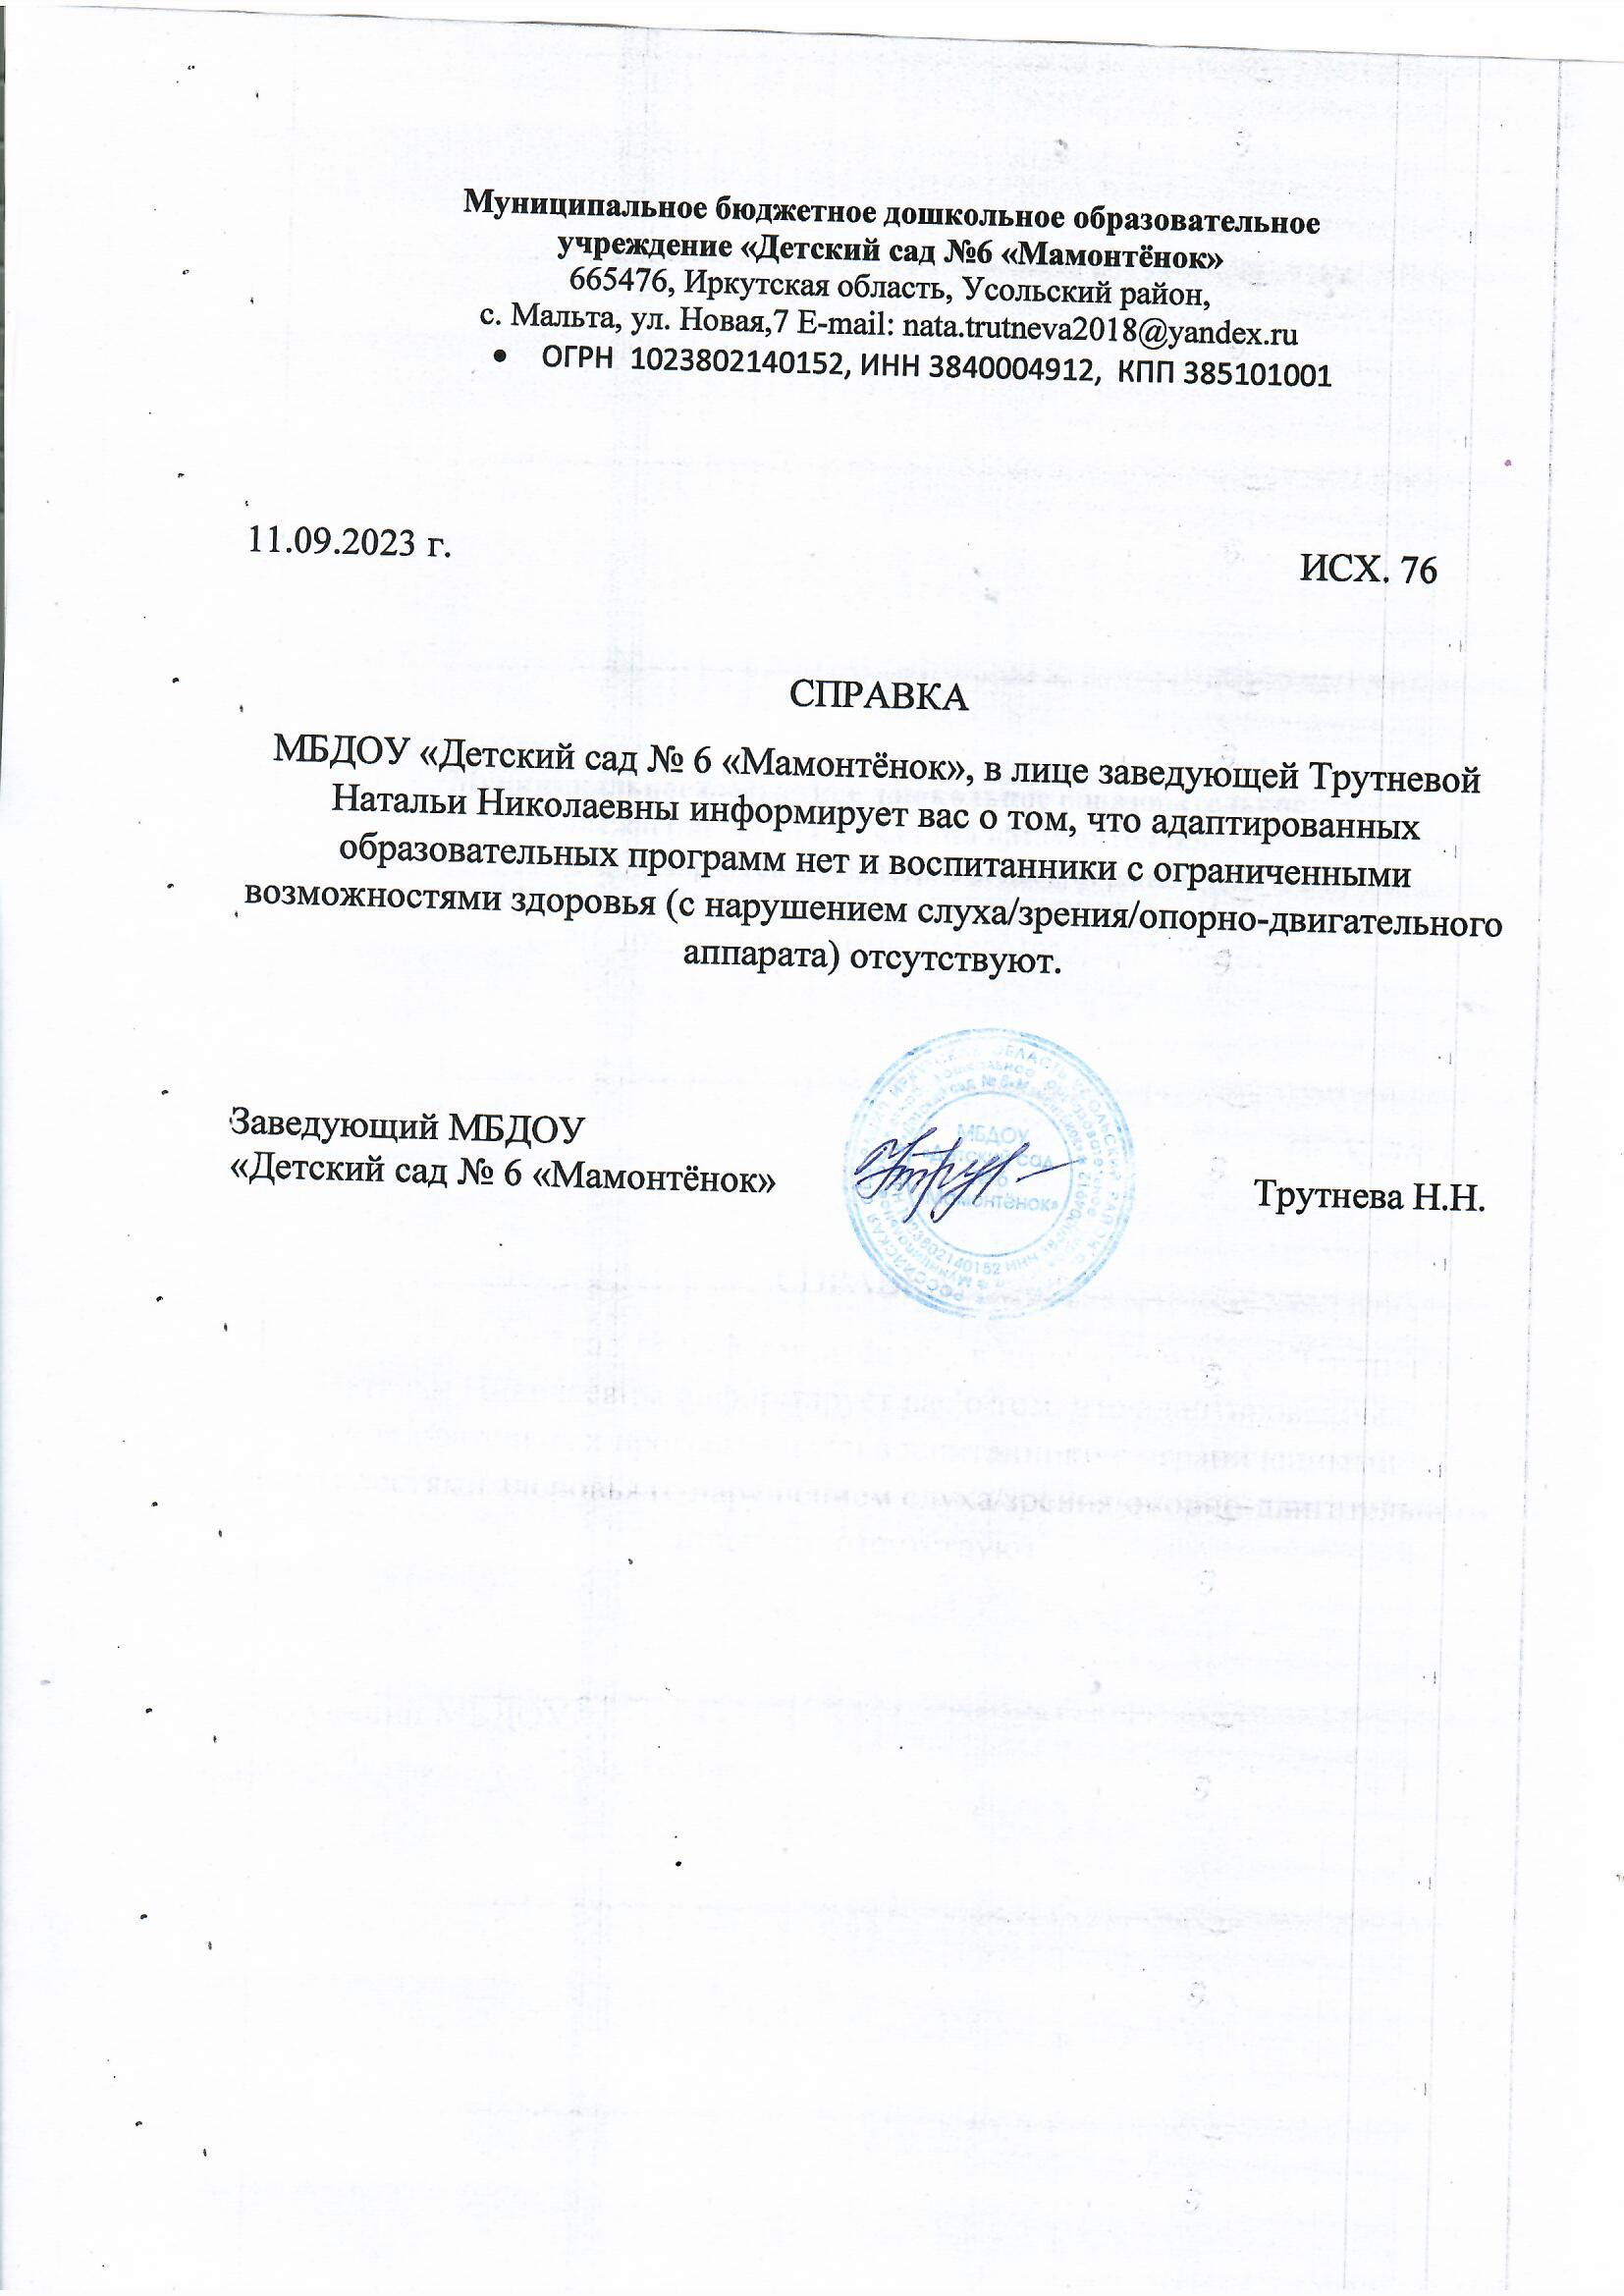 Муниципальное бюджетное дошкольное образовательное
учреждение «Детский сад №6 «Мамонтёнок»
665476, Иркутская область, Усольский район,
с. Мальта, ул. Новая,7 E-mail: nata.trutneva2018@yandex.ru
• ОГРН 1023802140152, ИНН 3840004912, КПП 385101001
11.09.2023 г.
ИСХ. 76
СПРАВКА
МБДОУ «Детский сад № 6 «Мамонтёнок», в лице заведующей Трутневой
Натальи Николаевны информирует вас о том, что адаптированных
образовательных программ нет и воспитанники с ограниченными
возможностями здоровья (с нарушением слуха/зрения/опорно-двигательного
аппарата) отсутствуют.
Заведующий МБДОУ
«Детский сад № 6 «Мамонтёнок»
МБДОУ
Трутнева Н.Н.